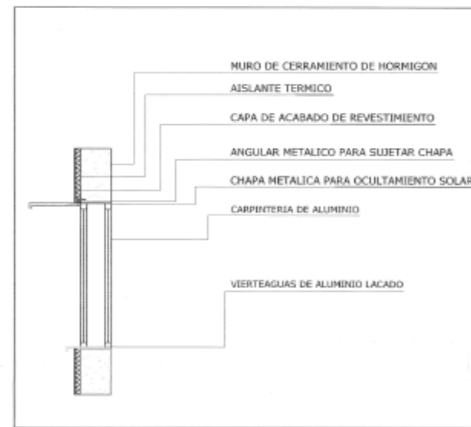 MURO DE CERRAMIENTO DE HORMIGON
AISLANTE TERMICO
CAPA DE ACABADO DE REVESTIMIENTO
ANGULAR METALICO PARA SUJETAR CHAPA
CHAPA METALICA PARA OCULTAMIENTO SOLAR
CARPINTERIA DE ALUMINIO
VIERTEAGUAS DE ALUMINIO LACADO